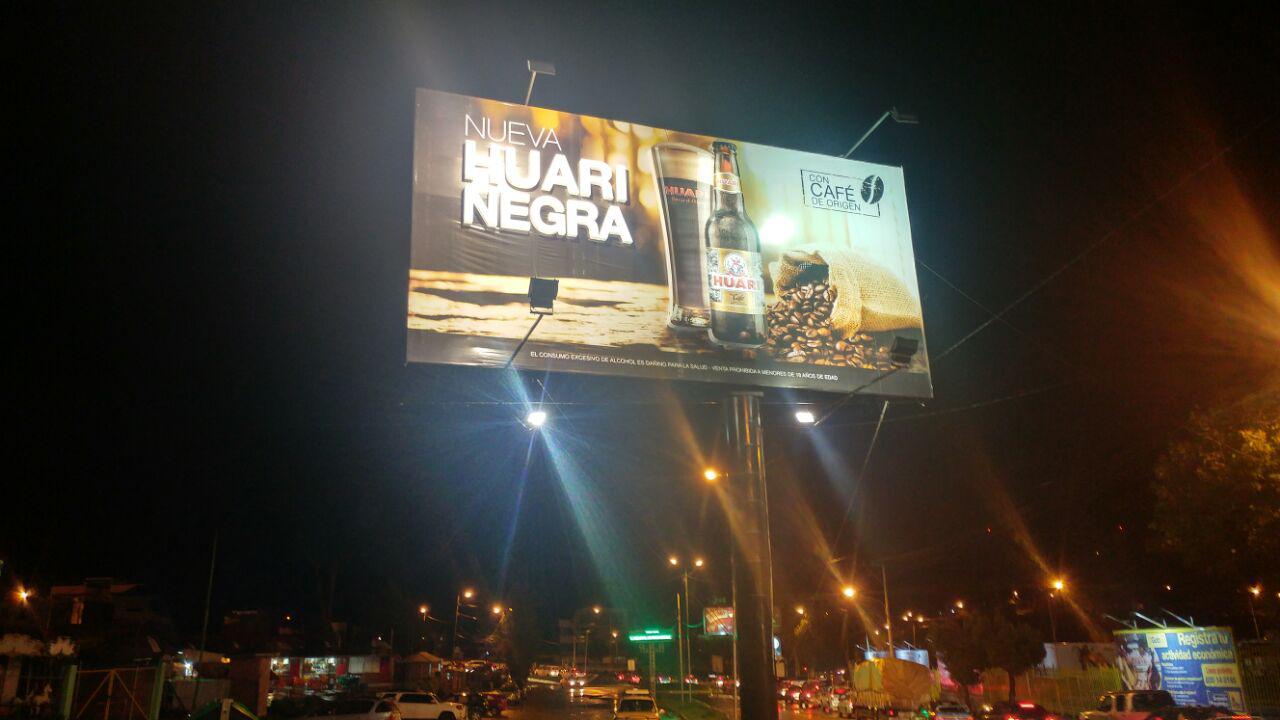 NUEVA
HUARI
NEGRA
HUARI
HUARI
CON
CAFÉ
DE ORIGEN
EL CONSUMO EXCESIVO DE ALCOHOL ES DAÑINO PARA LA SALUD - VENTA PROHIBIDA A MENORES DE 18 AÑOS DE EDAD
Registra tu
actividad económica